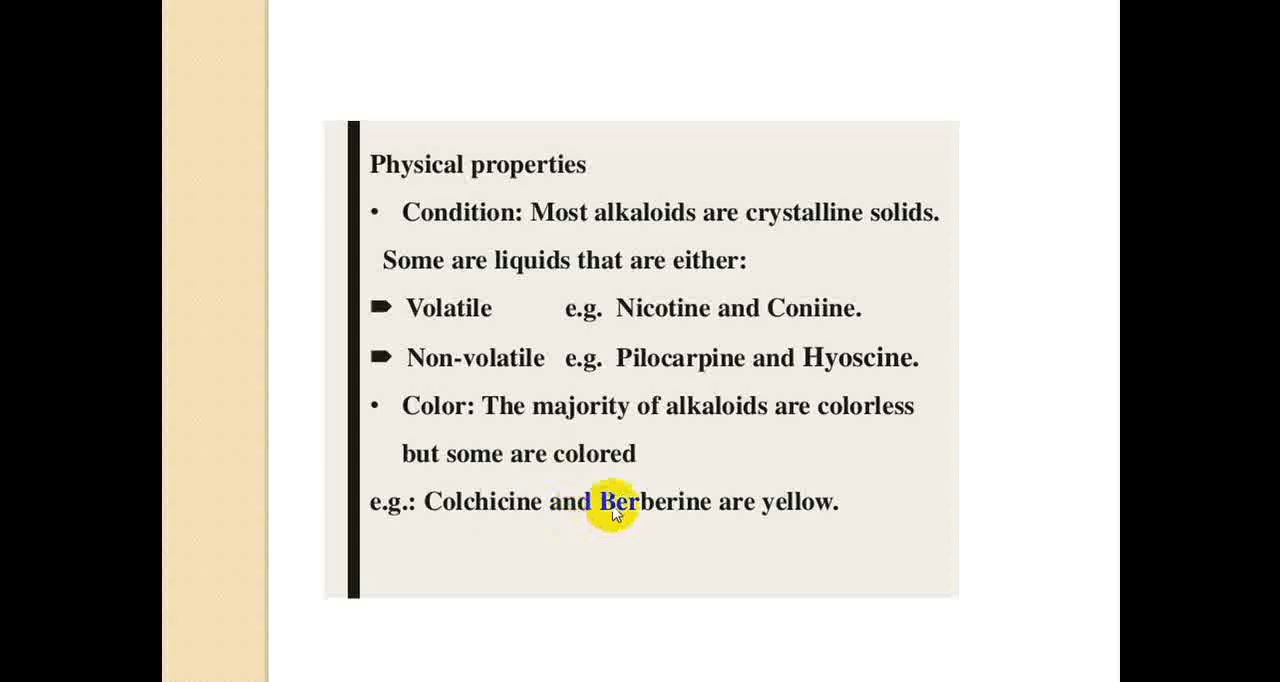 Physical properties
• Condition: Most alkaloids are crystalline solids.
Some are liquids that are either:
Volatile e.g. Nicotine and Coniine.
Non-volatile e.g. Pilocarpine and Hyoscine.
• Color: The majority of alkaloids are colorless
but some are colored
e.g.: Colchicine and Berberine are yellow.